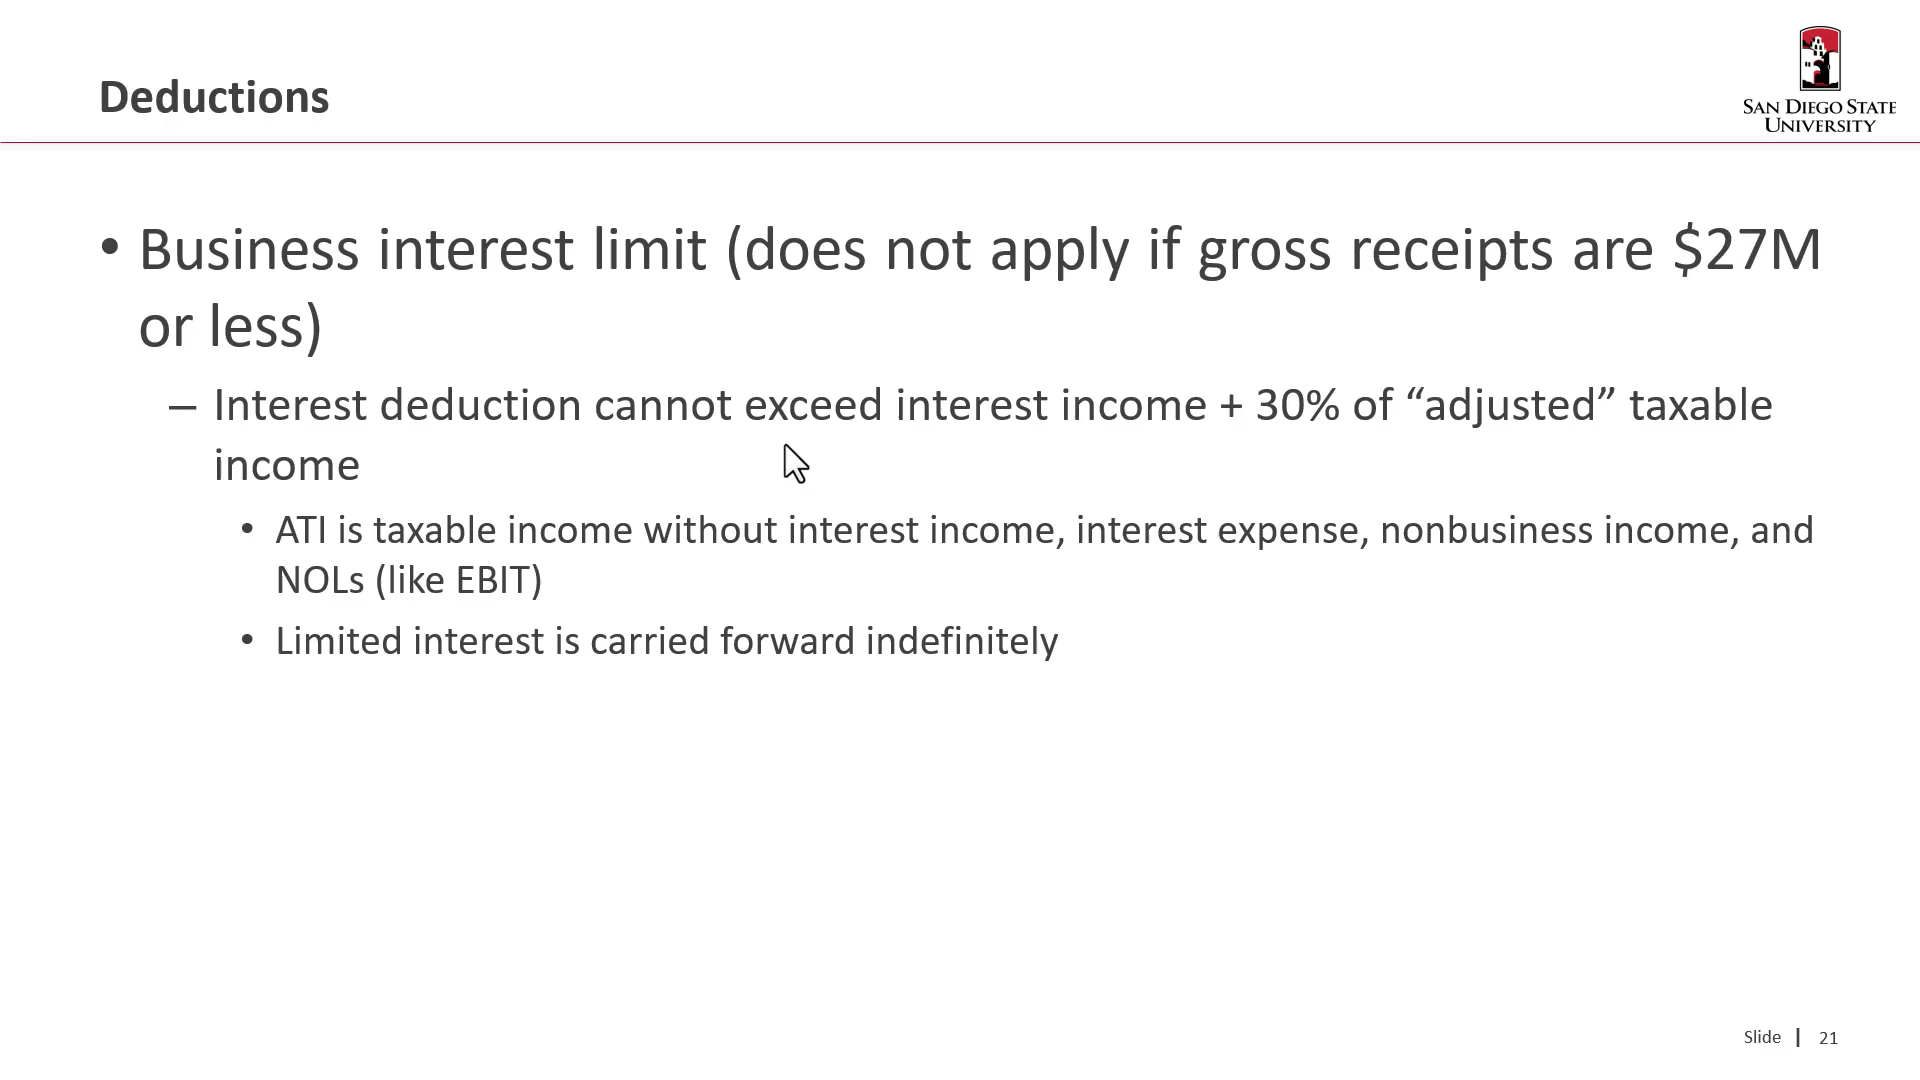 Deductions
SAN DIEGO STATE
UNIVERSITY
• Business interest limit (does not apply if gross receipts are $27M
or less)
– Interest deduction cannot exceed interest income + 30% of “adjusted” taxable
income
• ATI is taxable income without interest income, interest expense, nonbusiness income, and
NOLs (like EBIT)
• Limited interest is carried forward indefinitely
Slide | 21